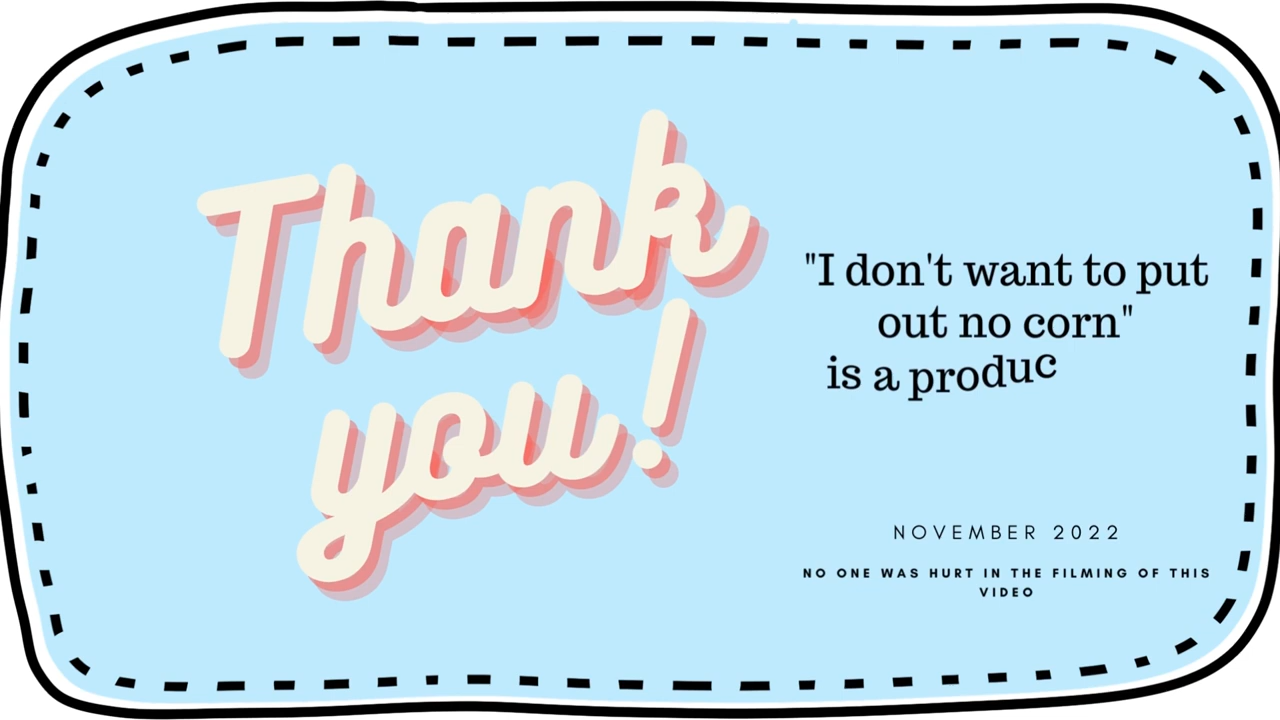 Thank
you!
"I don't want to put
out no corn"
is a produc
NOVEMBER 2022
NO ONE WAS HURT IN THE FILMING OF THIS
VIDEO